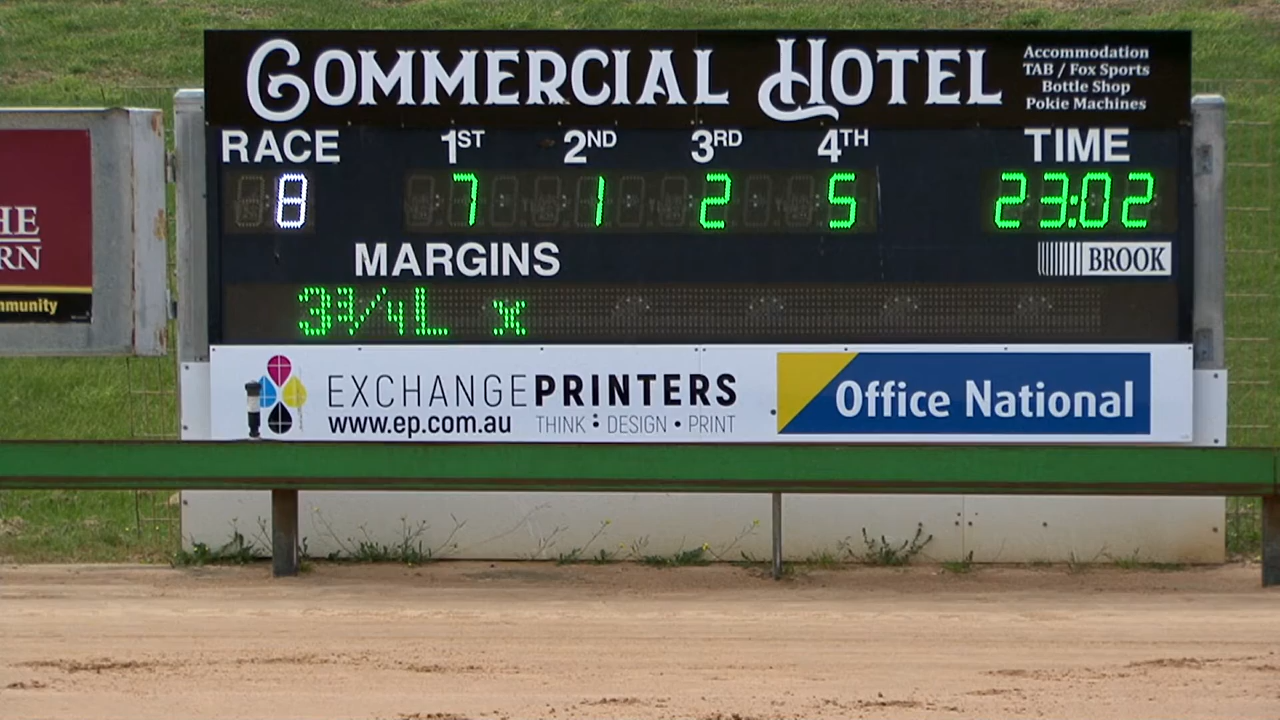 COMMERCIAL HOTEL
Accommodation
TAB / Fox Sports
Bottle Shop
Pokie Machines
RACE 1ST 2ND 3RD 4TH TIME
8 7 1 2 5 23:02
MARGINS
BROOK
3¾L x
HE
RN
mmunity
EXCHANGEPRINTERS
www.ep.com.au THINK : DESIGN • PRINT
Office National